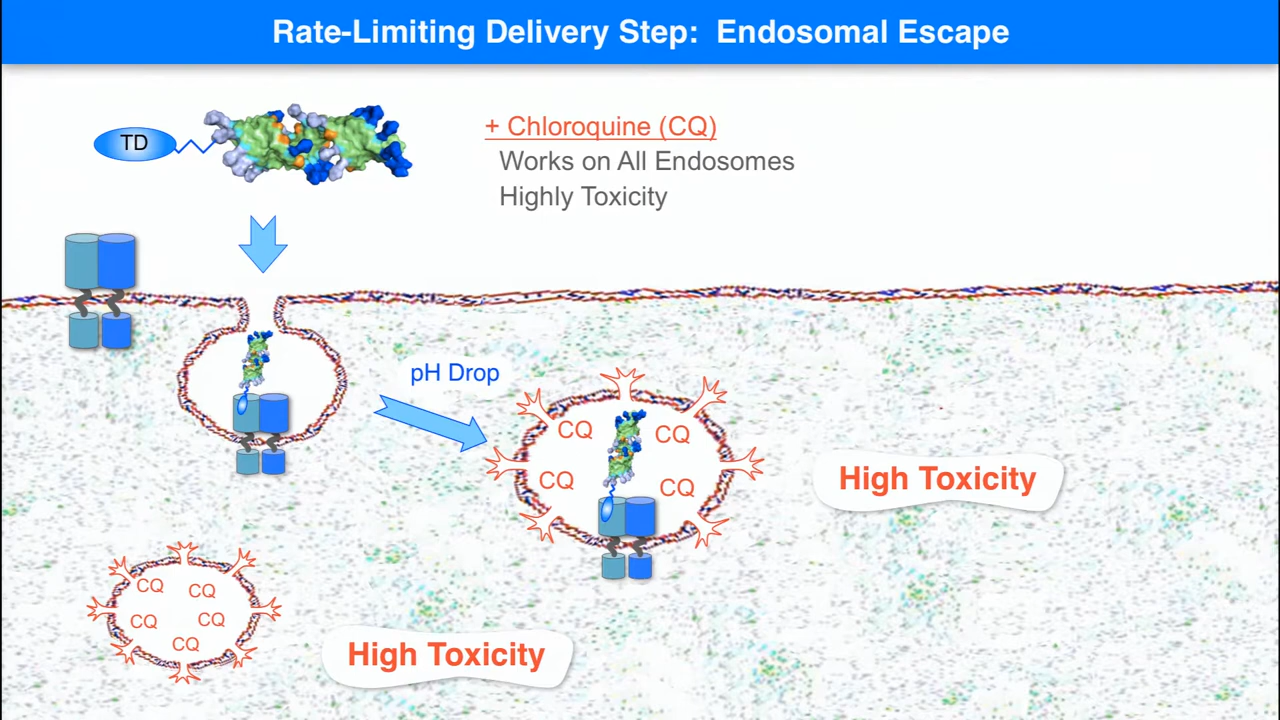 Rate-Limiting Delivery Step: Endosomal Escape
TD
+ Chloroquine (CQ)
Works on All Endosomes
Highly Toxicity
pH Drop
CQ
CQ
CQ
CQ
High Toxicity
CQ
CQ
CQ
CQ
CQ
High Toxicity